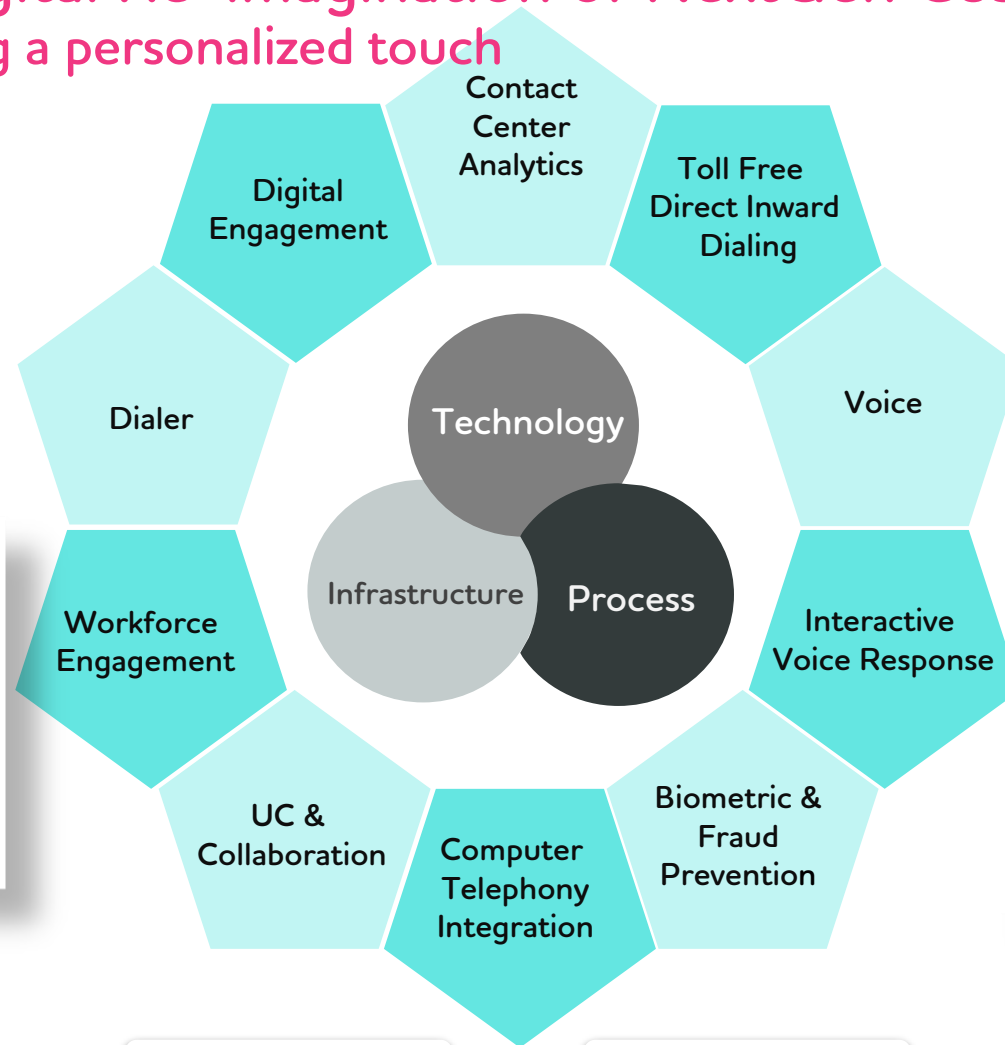 a personalized touch
Contact
Center
Analytics
Toll Free
Direct Inward
Dialing
Digital
Engagement
Voice
Dialer
Technology
Infrastructure
Process
Workforce
Engagement
Interactive
Voice Response
UC &
Collaboration
Biometric &
Fraud
Prevention
Computer
Telephony
Integration